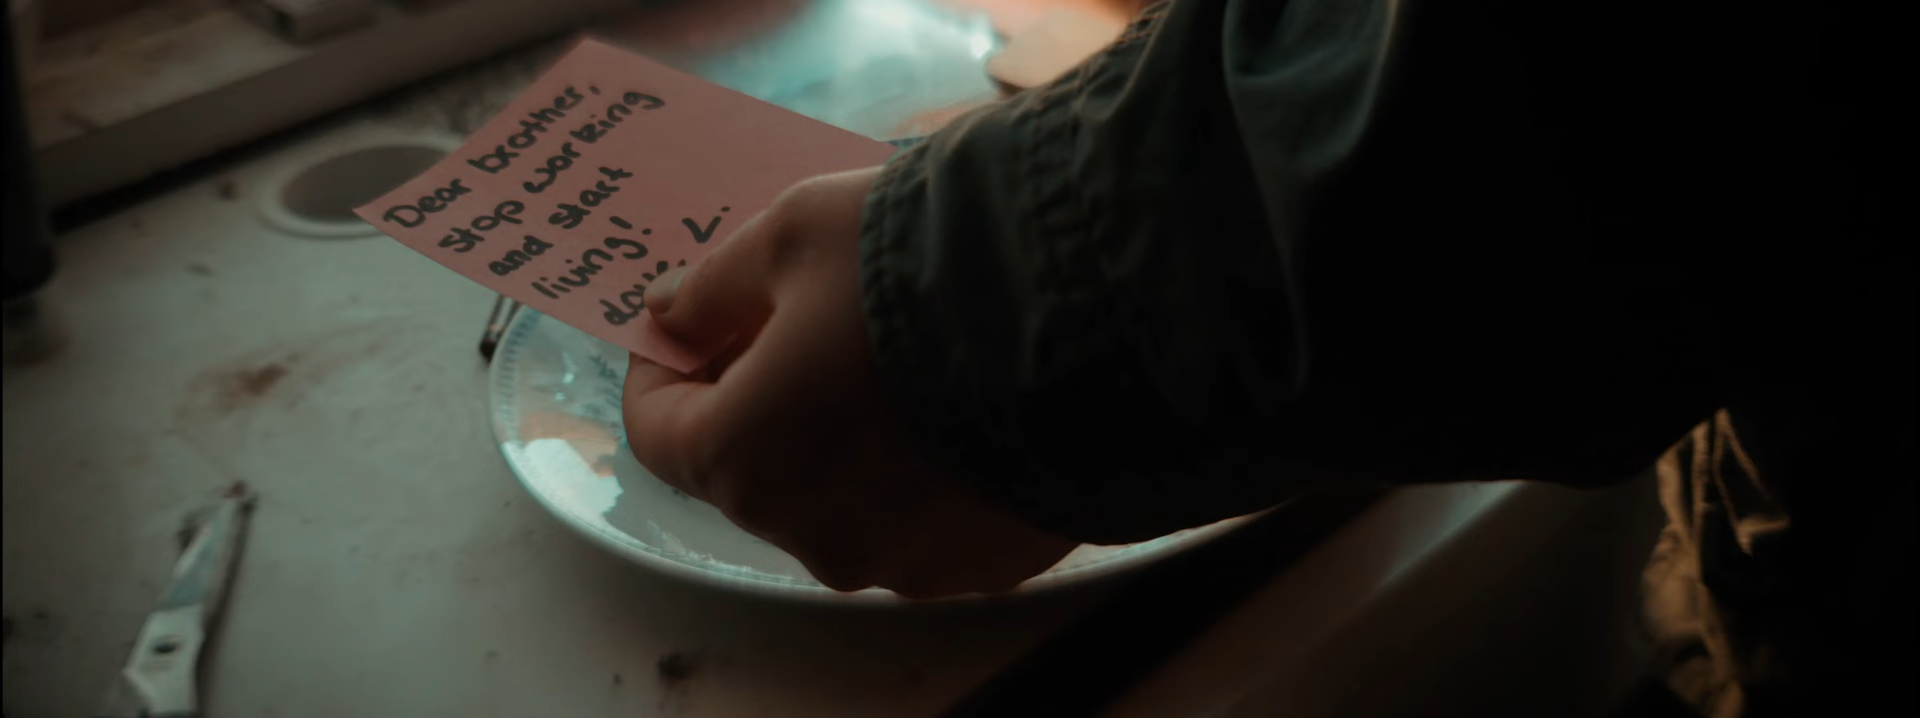 Dear brother,
stop working
and start
living!
L.